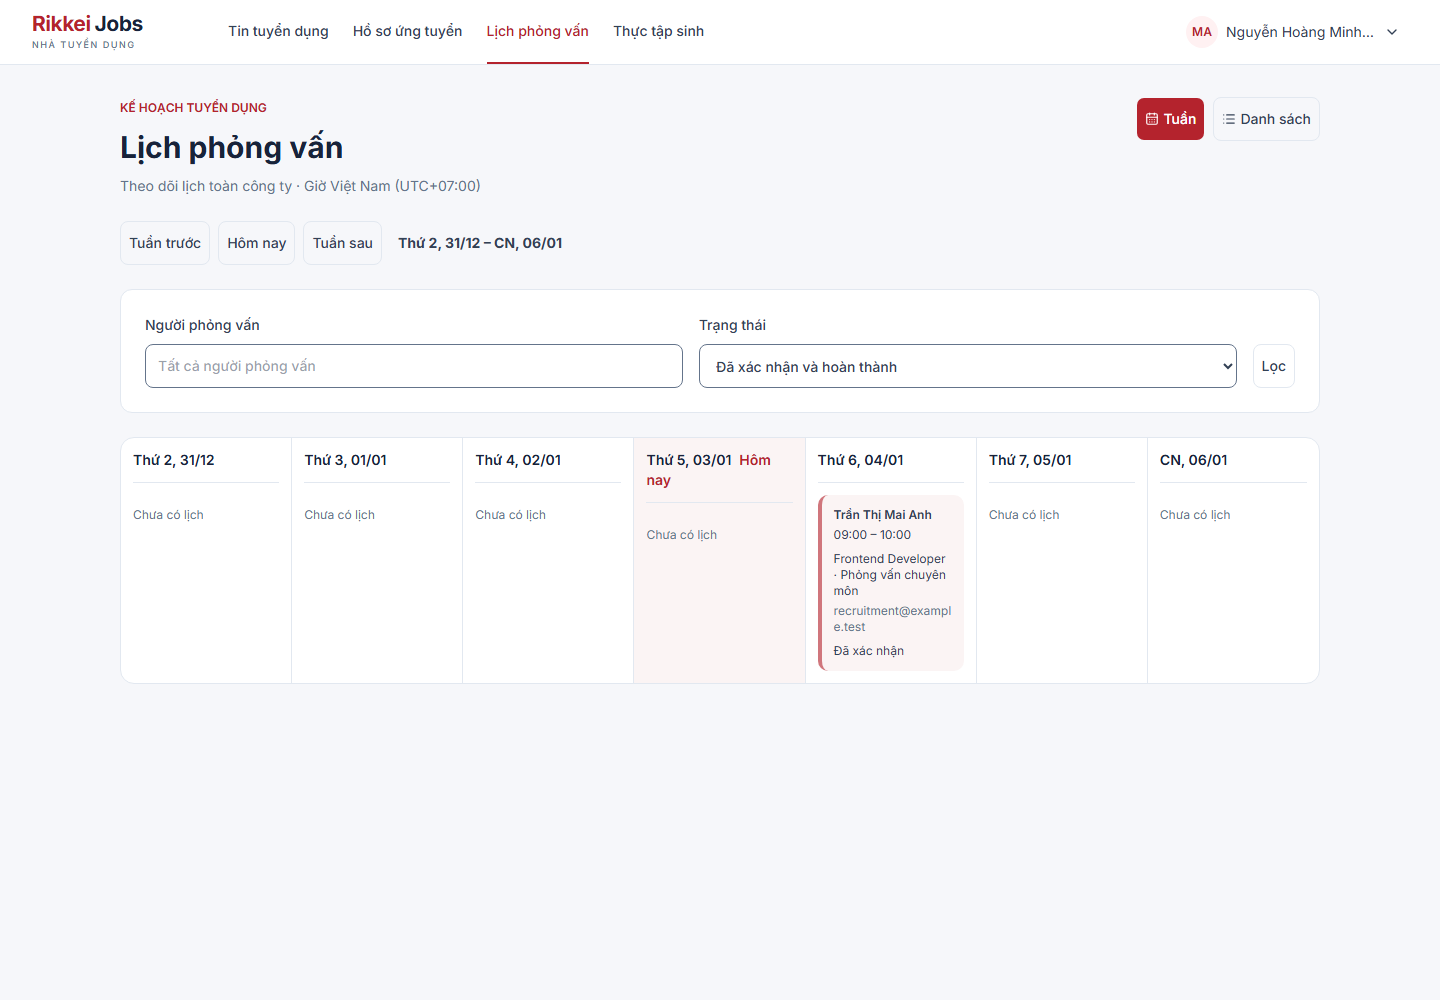 Rikkei Jobs
NHÀ TUYỂN DỤNG
Tin tuyển dụng
Hồ sơ ứng tuyển
Lịch phỏng vấn
Thực tập sinh
MA
Nguyễn Hoàng Minh...
KẾ HOẠCH TUYỂN DỤNG
Lịch phỏng vấn
Theo dõi lịch toàn công ty · Giờ Việt Nam (UTC+07:00)
Tuần
Danh sách
Tuần trước
Hôm nay
Tuần sau
Thứ 2, 31/12 – CN, 06/01
Người phỏng vấn
Tất cả người phỏng vấn
Trạng thái
Đã xác nhận và hoàn thành
Lọc
Thứ 2, 31/12
Chưa có lịch
Thứ 3, 01/01
Chưa có lịch
Thứ 4, 02/01
Chưa có lịch
Thứ 5, 03/01 Hôm
nay
Chưa có lịch
Thứ 6, 04/01
Trần Thị Mai Anh
09:00 – 10:00
Frontend Developer
· Phỏng vấn chuyên
môn
recruitment@exampl
e.test
Đã xác nhận
Thứ 7, 05/01
Chưa có lịch
CN, 06/01
Chưa có lịch